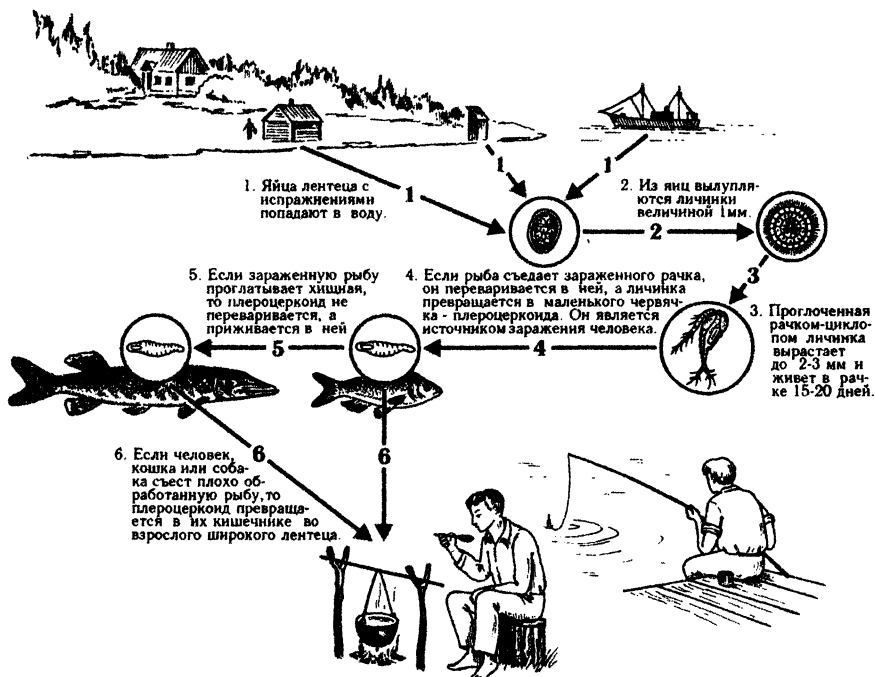 1
1
1
1. Яйца лентеца с
испражнениями
попадают в воду.
2. Из яиц вылупля-
ются личинки
величиной 1мм.
2
3
3. Проглоченная
рачком-цикло-
пом личинка
вырастает
до 2-3 мм и
живет в рач-
ке 15-20 дней.
4. Если рыба съедает зараженного рачка,
он переваривается в ней, а личинка
превращается в маленького червяч-
ка - плероцеркоида. Он является
источником заражения человека.
4
5. Если зараженную рыбу
проглатывает хищная,
то плероцеркоид не
переваривается, а
приживается в ней
5
6
6
6. Если человек,
кошка или соба-
ка съест плохо об-
работанную рыбу, то
плероцеркоид превраща-
ется в их кишечнике во
взрослого широкого лентеца.